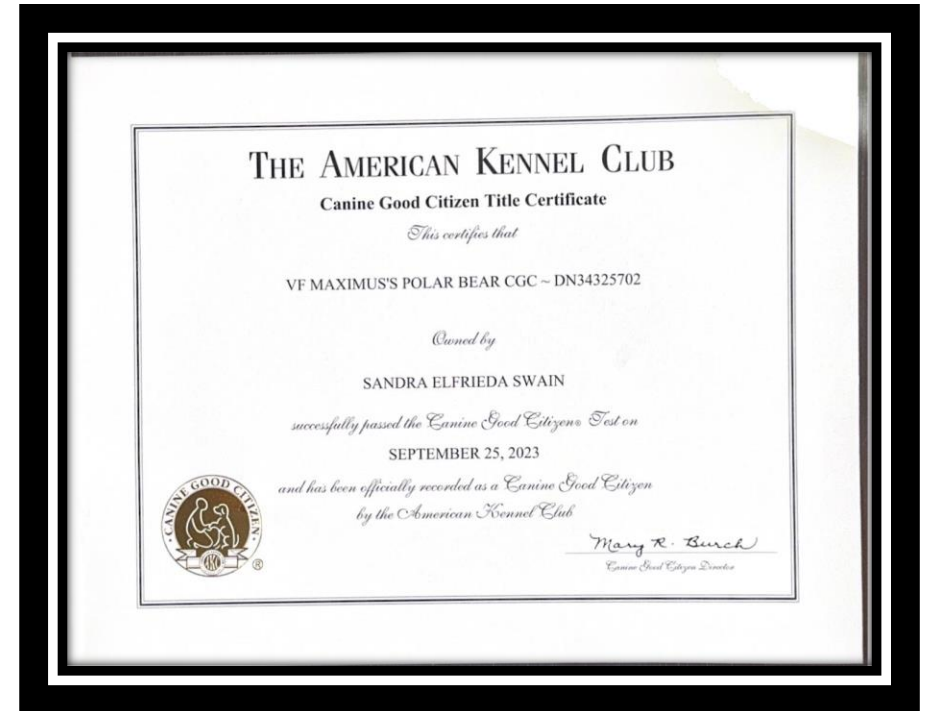 THE AMERICAN KENNEL CLUB
Canine Good Citizen Title Certificate
This certifies that
VF MAXIMUS'S POLAR BEAR CGC ~ DN34325702
Owned by
SANDRA ELFRIEDA SWAIN
successfully passed the Canine Good Citizen® Test on
SEPTEMBER 25, 2023
and has been officially recorded as a Canine Good Citizen
by the American Kennel Club
CANINE GOOD CITIZEN
AKC
®
Mary R. Burch
Canine Good Citizen Director